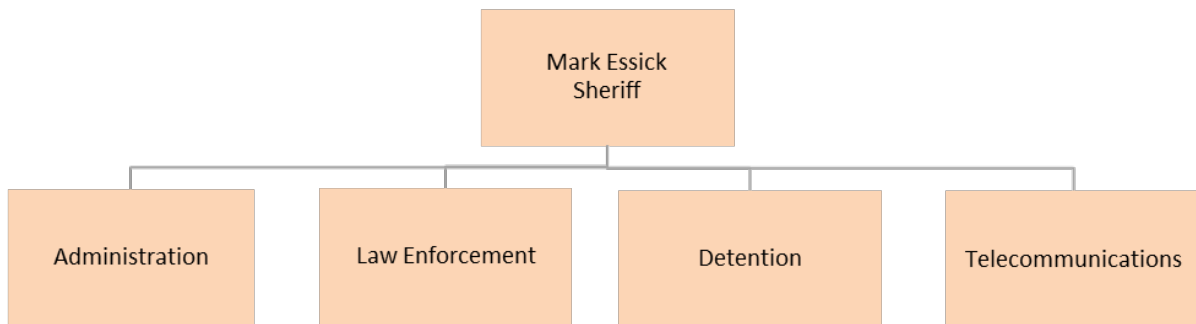 Mark Essick
Sheriff
Administration
Law Enforcement
Detention
Telecommunications